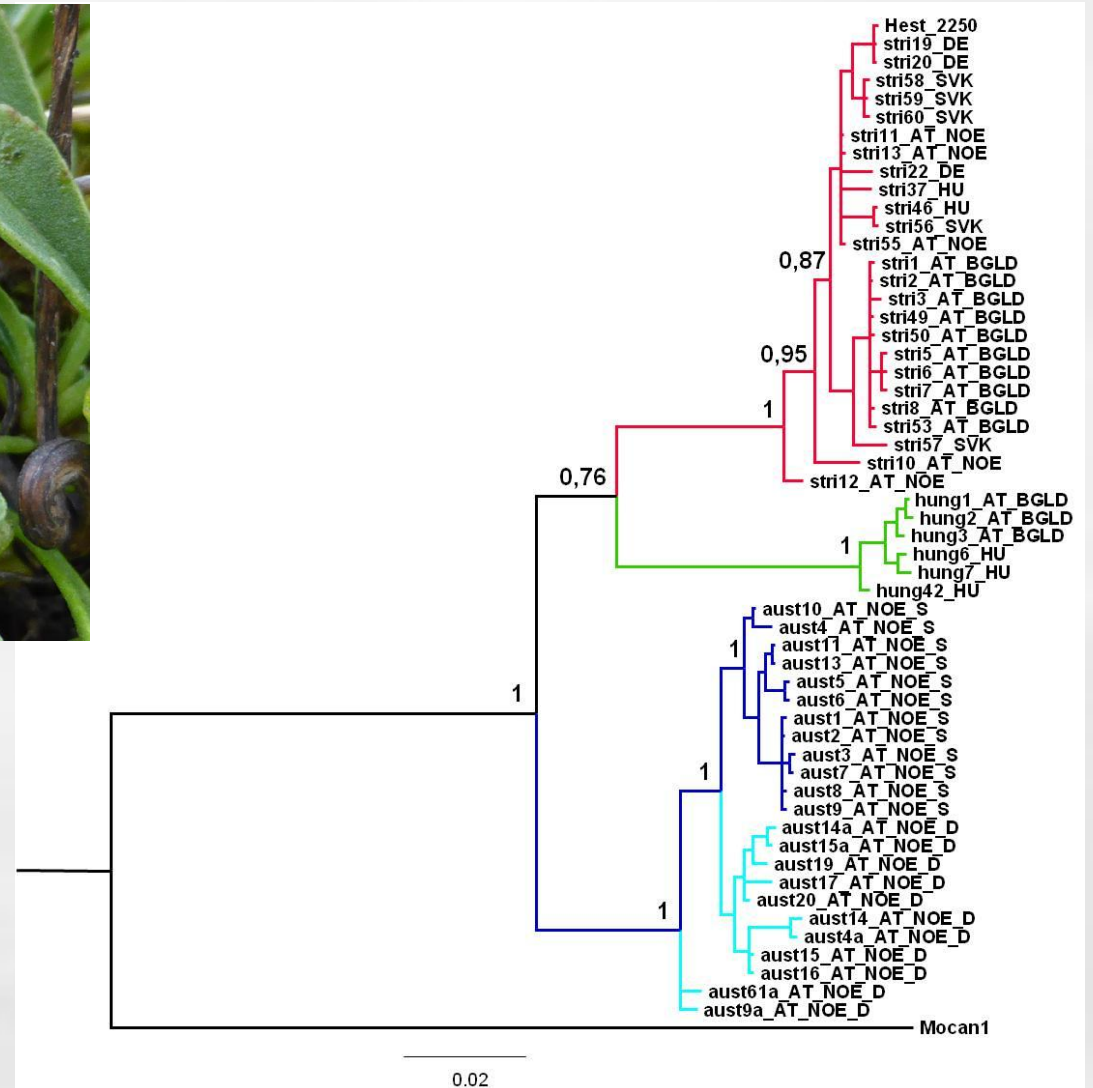 Hest_2250
stri19_DE
stri20_DE
stri58_SVK
stri59_SVK
stri60_SVK
stri11_AT_NOE
stri13_AT_NOE
stri22_DE
stri37_HU
stri46_HU
stri56_SVK
stri55_AT_NOE
0,87
stri1_AT_BGLD
stri2_AT_BGLD
stri3_AT_BGLD
stri49_AT_BGLD
stri50_AT_BGLD
0,95
stri5_AT_BGLD
stri6_AT_BGLD
stri7_AT_BGLD
stri8_AT_BGLD
1
stri53_AT_BGLD
stri57_SVK
stri10_AT_NOE
0,76
stri12_AT_NOE
hung1_AT_BGLD
hung2_AT_BGLD
hung3_AT_BGLD
1
hung6_HU
hung7_HU
hung42_HU
aust10_AT_NOE_S
aust4_AT_NOE_S
1
aust11_AT_NOE_S
aust13_AT_NOE_S
aust5_AT_NOE_S
1
aust6_AT_NOE_S
aust1_AT_NOE_S
aust2_AT_NOE_S
aust3_AT_NOE_S
1
aust7_AT_NOE_S
aust8_AT_NOE_S
aust9_AT_NOE_S
aust14a_AT_NOE_D
aust15a_AT_NOE_D
aust19_AT_NOE_D
aust17_AT_NOE_D
aust20_AT_NOE_D
1
aust14_AT_NOE_D
aust4a_AT_NOE_D
aust15_AT_NOE_D
aust16_AT_NOE_D
aust61a_AT_NOE_D
aust9a_AT_NOE_D
Mocan1
0.02